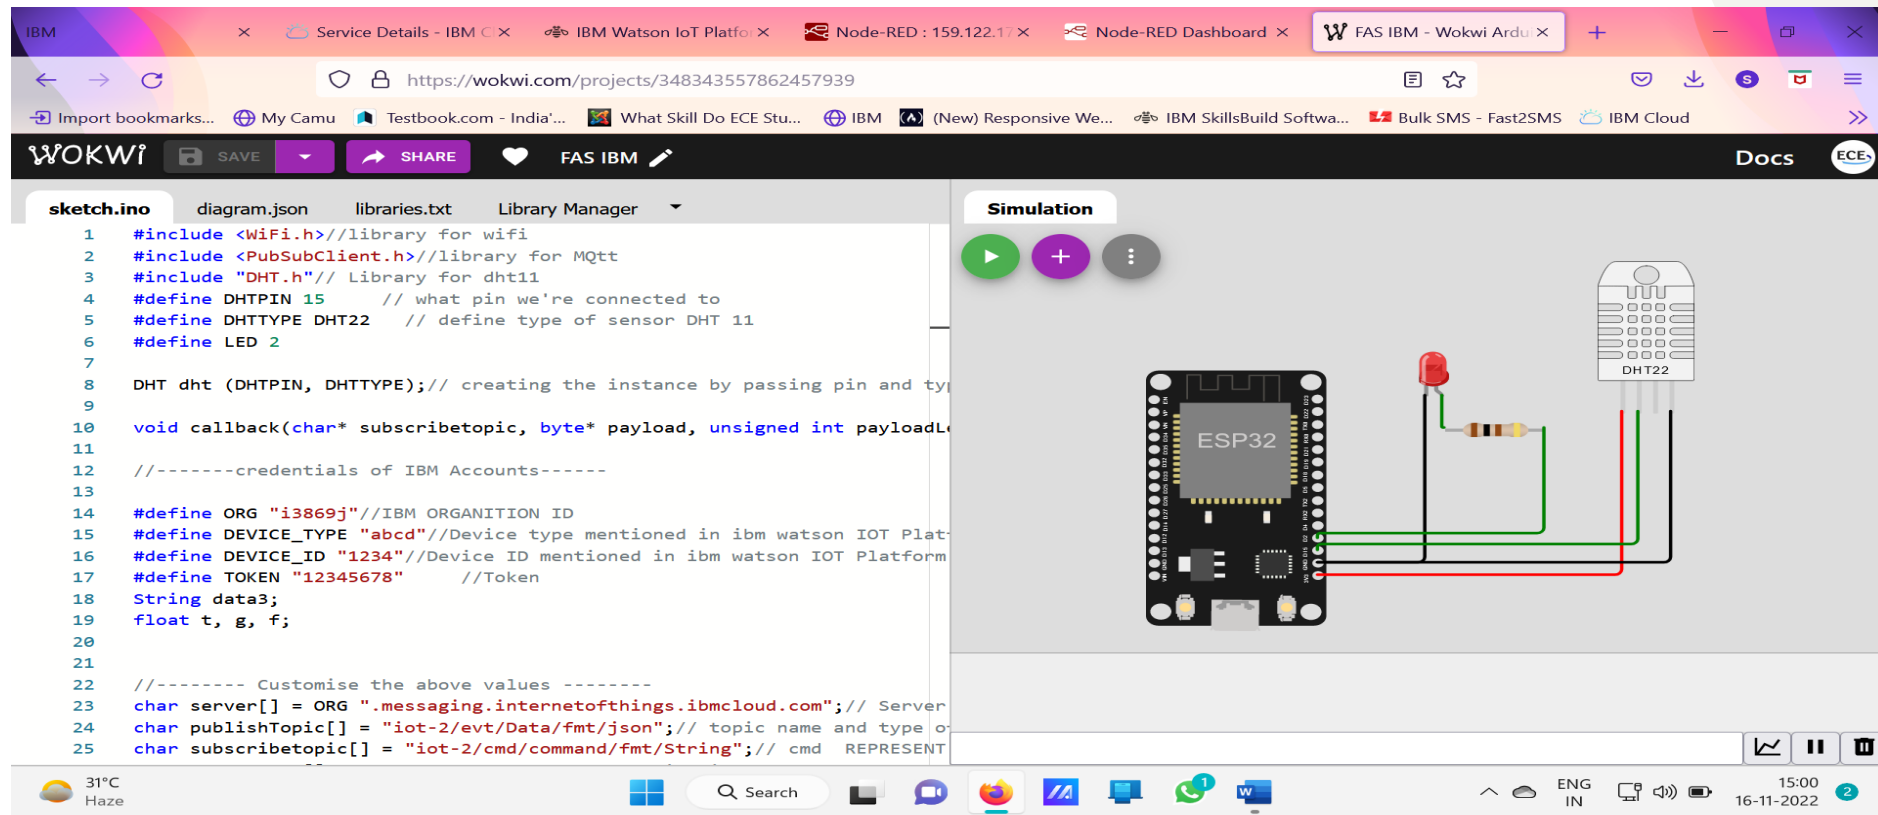 IBM
Service Details - IBM C
IBM Watson IoT Platfo
Node-RED : 159.122.17
Node-RED Dashboard
FAS IBM - Wokwi Ardu
https://wokwi.com/projects/348343557862457939
S
Import bookmarks...
My Camu
Testbook.com - India'...
What Skill Do ECE Stu...
IBM
(New) Responsive We...
IBM SkillsBuild Softwa...
Bulk SMS - Fast2SMS
IBM Cloud
WOKWI
SAVE
SHARE
FAS IBM
Docs
ECE
sketch.ino
diagram.json
libraries.txt
Library Manager
1 #include <WiFi.h>//library for wifi
2 #include <PubSubClient.h>//library for MQtt
3 #include "DHT.h"// Library for dht11
4 #define DHTPIN 15 // what pin we're connected to
5 #define DHTTYPE DHT22 // define type of sensor DHT 11
6 #define LED 2
7
8 DHT dht (DHTPIN, DHTTYPE);// creating the instance by passing pin and typ
9
10 void callback(char* subscribetopic, byte* payload, unsigned int payloadLe
11
12 //-------credentials of IBM Accounts------
13
14 #define ORG "i3869j"//IBM ORGANITION ID
15 #define DEVICE_TYPE "abcd"//Device type mentioned in ibm watson IOT Plat
16 #define DEVICE_ID "1234"//Device ID mentioned in ibm watson IOT Platform
17 #define TOKEN "12345678" //Token
18 String data3;
19 float t, g, f;
20
21
22 //-------- Customise the above values --------
23 char server[] = ORG ".messaging.internetofthings.ibmcloud.com";// Server
24 char publishTopic[] = "iot-2/evt/Data/fmt/json";// topic name and type o
25 char subscribetopic[] = "iot-2/cmd/command/fmt/String";// cmd REPRESENT
Simulation
DHT22
ESP32
31°C
Haze
Search
1
W
ENG
IN
15:00
16-11-2022
2